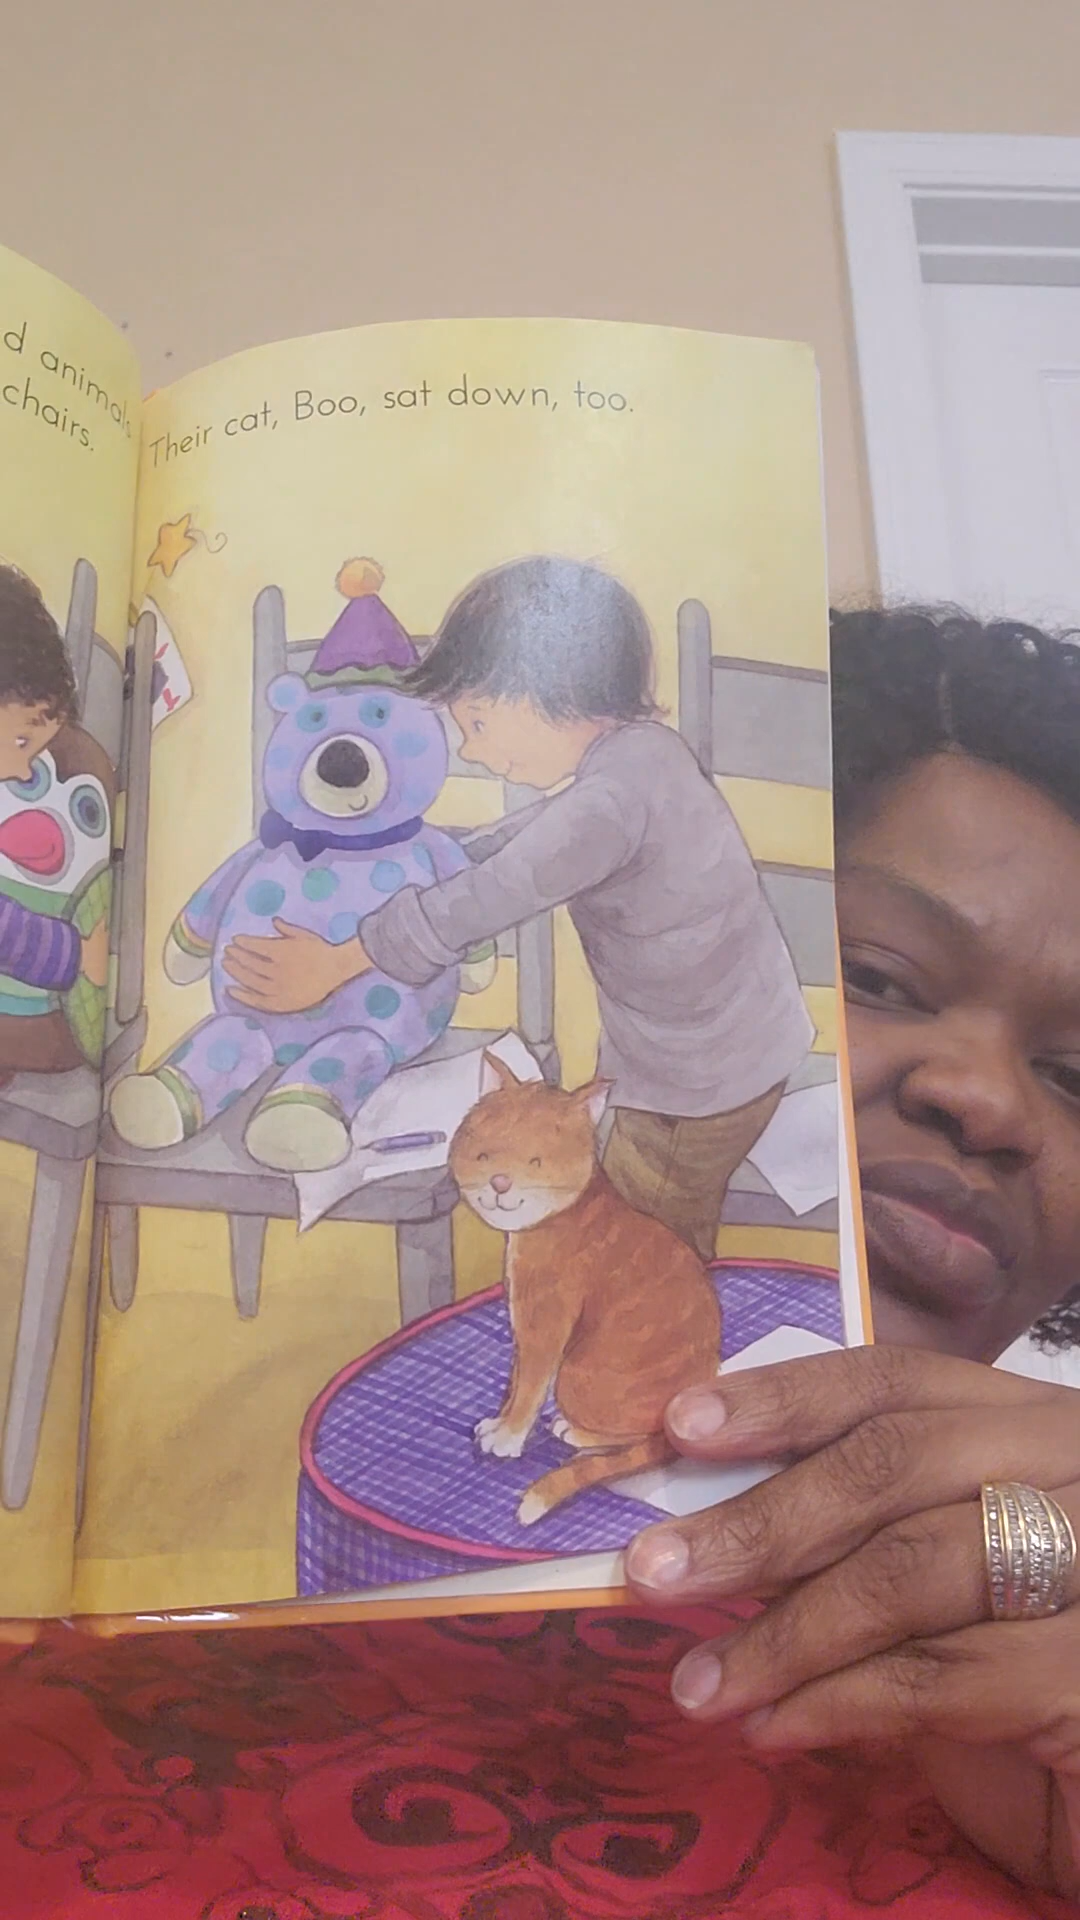 d animals
chairs.
Their cat, Boo, sat down, too.